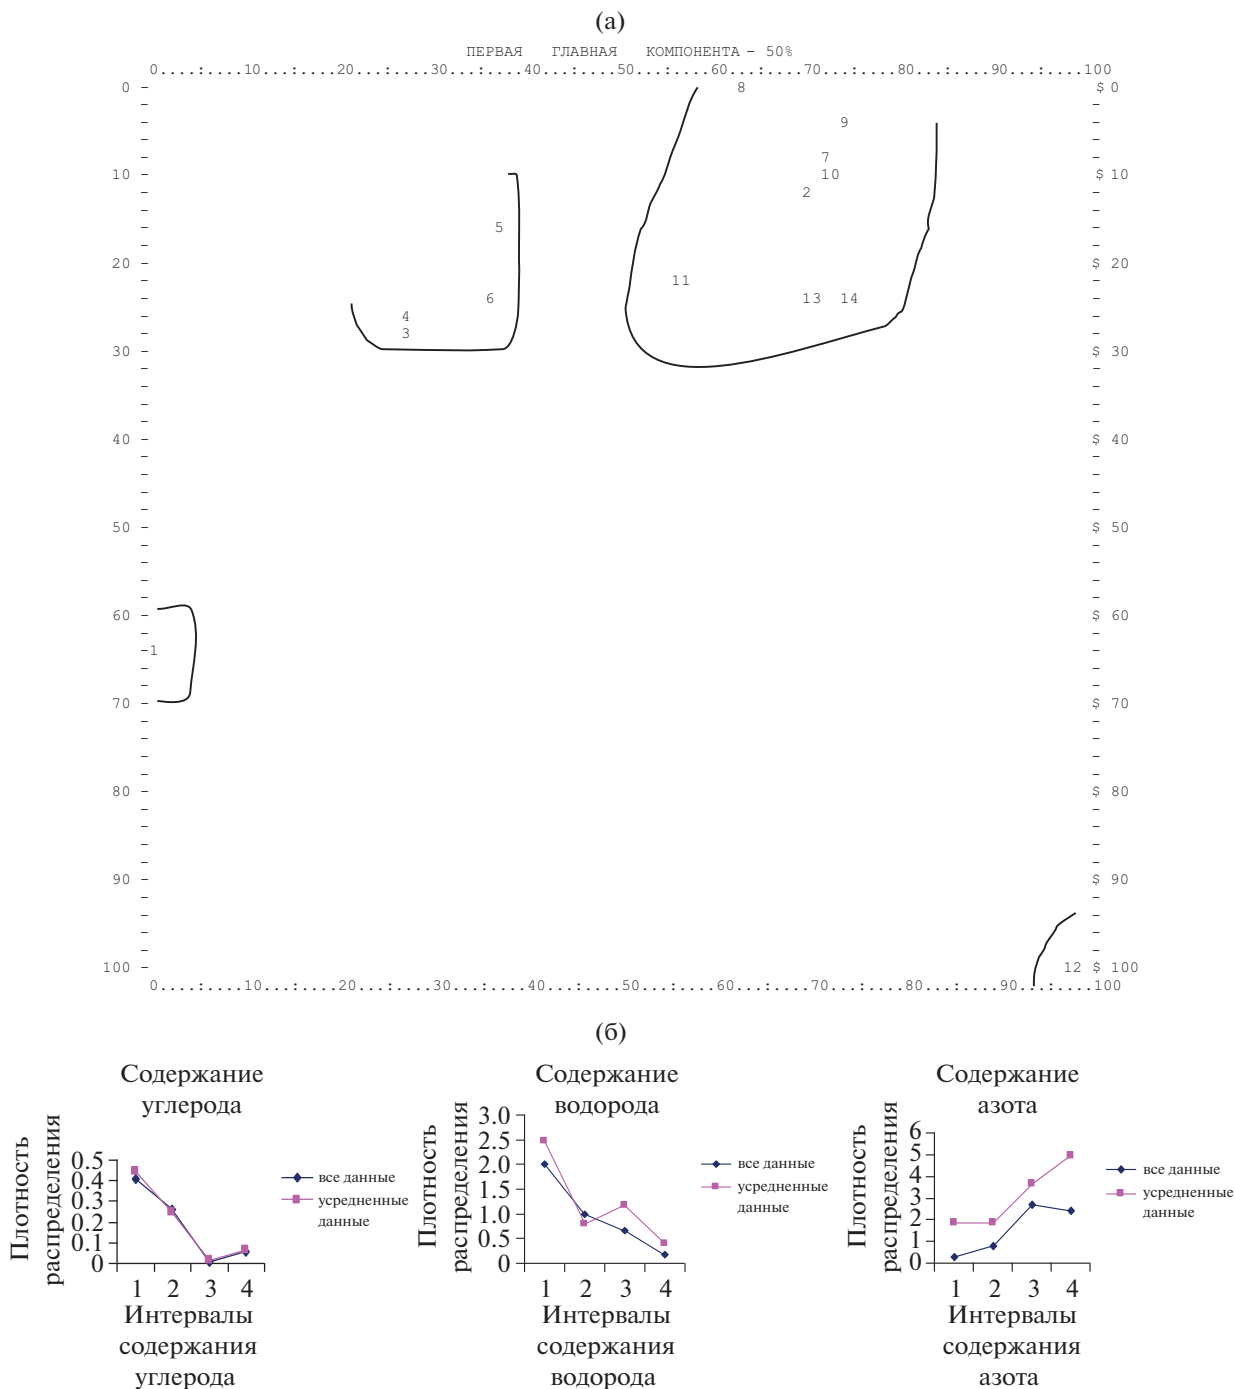 (а)
ПЕРВАЯ ГЛАВНАЯ КОМПОНЕНТА – 50%
0....:....10....:....20....:....30....:....40....:....50....:....60....:....70....:....80....:....90....:....100
0 – 8 $ 0
–
– 9
–
– 7
10 – 10 $ 10
– 2
–
– 5
–
20 – $ 20
– 11
– 6 13 14
– 4
– 3
30 – $ 30
–
–
–
–
40 – $ 40
–
–
–
–
50 – $ 50
–
–
–
–
60 – $ 60
–
–1
–
–
70 – $ 70
–
–
–
–
80 – $ 80
–
–
–
–
90 – $ 90
–
–
–
–
100 – 12 $ 100
0....:....10....:....20....:....30....:....40....:....50....:....60....:....70....:....80....:....90....:....100
(б)
Содержание
углерода
Плотность
распределения
0.5
0.4
0.3
0.2
0.1
0
1 2 3 4
Интервалы
содержания
углерода
все данные
усредненные
данные
Содержание
водорода
Плотность
распределения
3.0
2.5
2.0
1.5
1.0
0.5
0
1 2 3 4
Интервалы
содержания
водорода
все данные
усредненные
данные
Содержание
азота
Плотность
распределения
6
5
4
3
2
1
0
1 2 3 4
Интервалы
содержания
азота
все данные
усредненные
данные